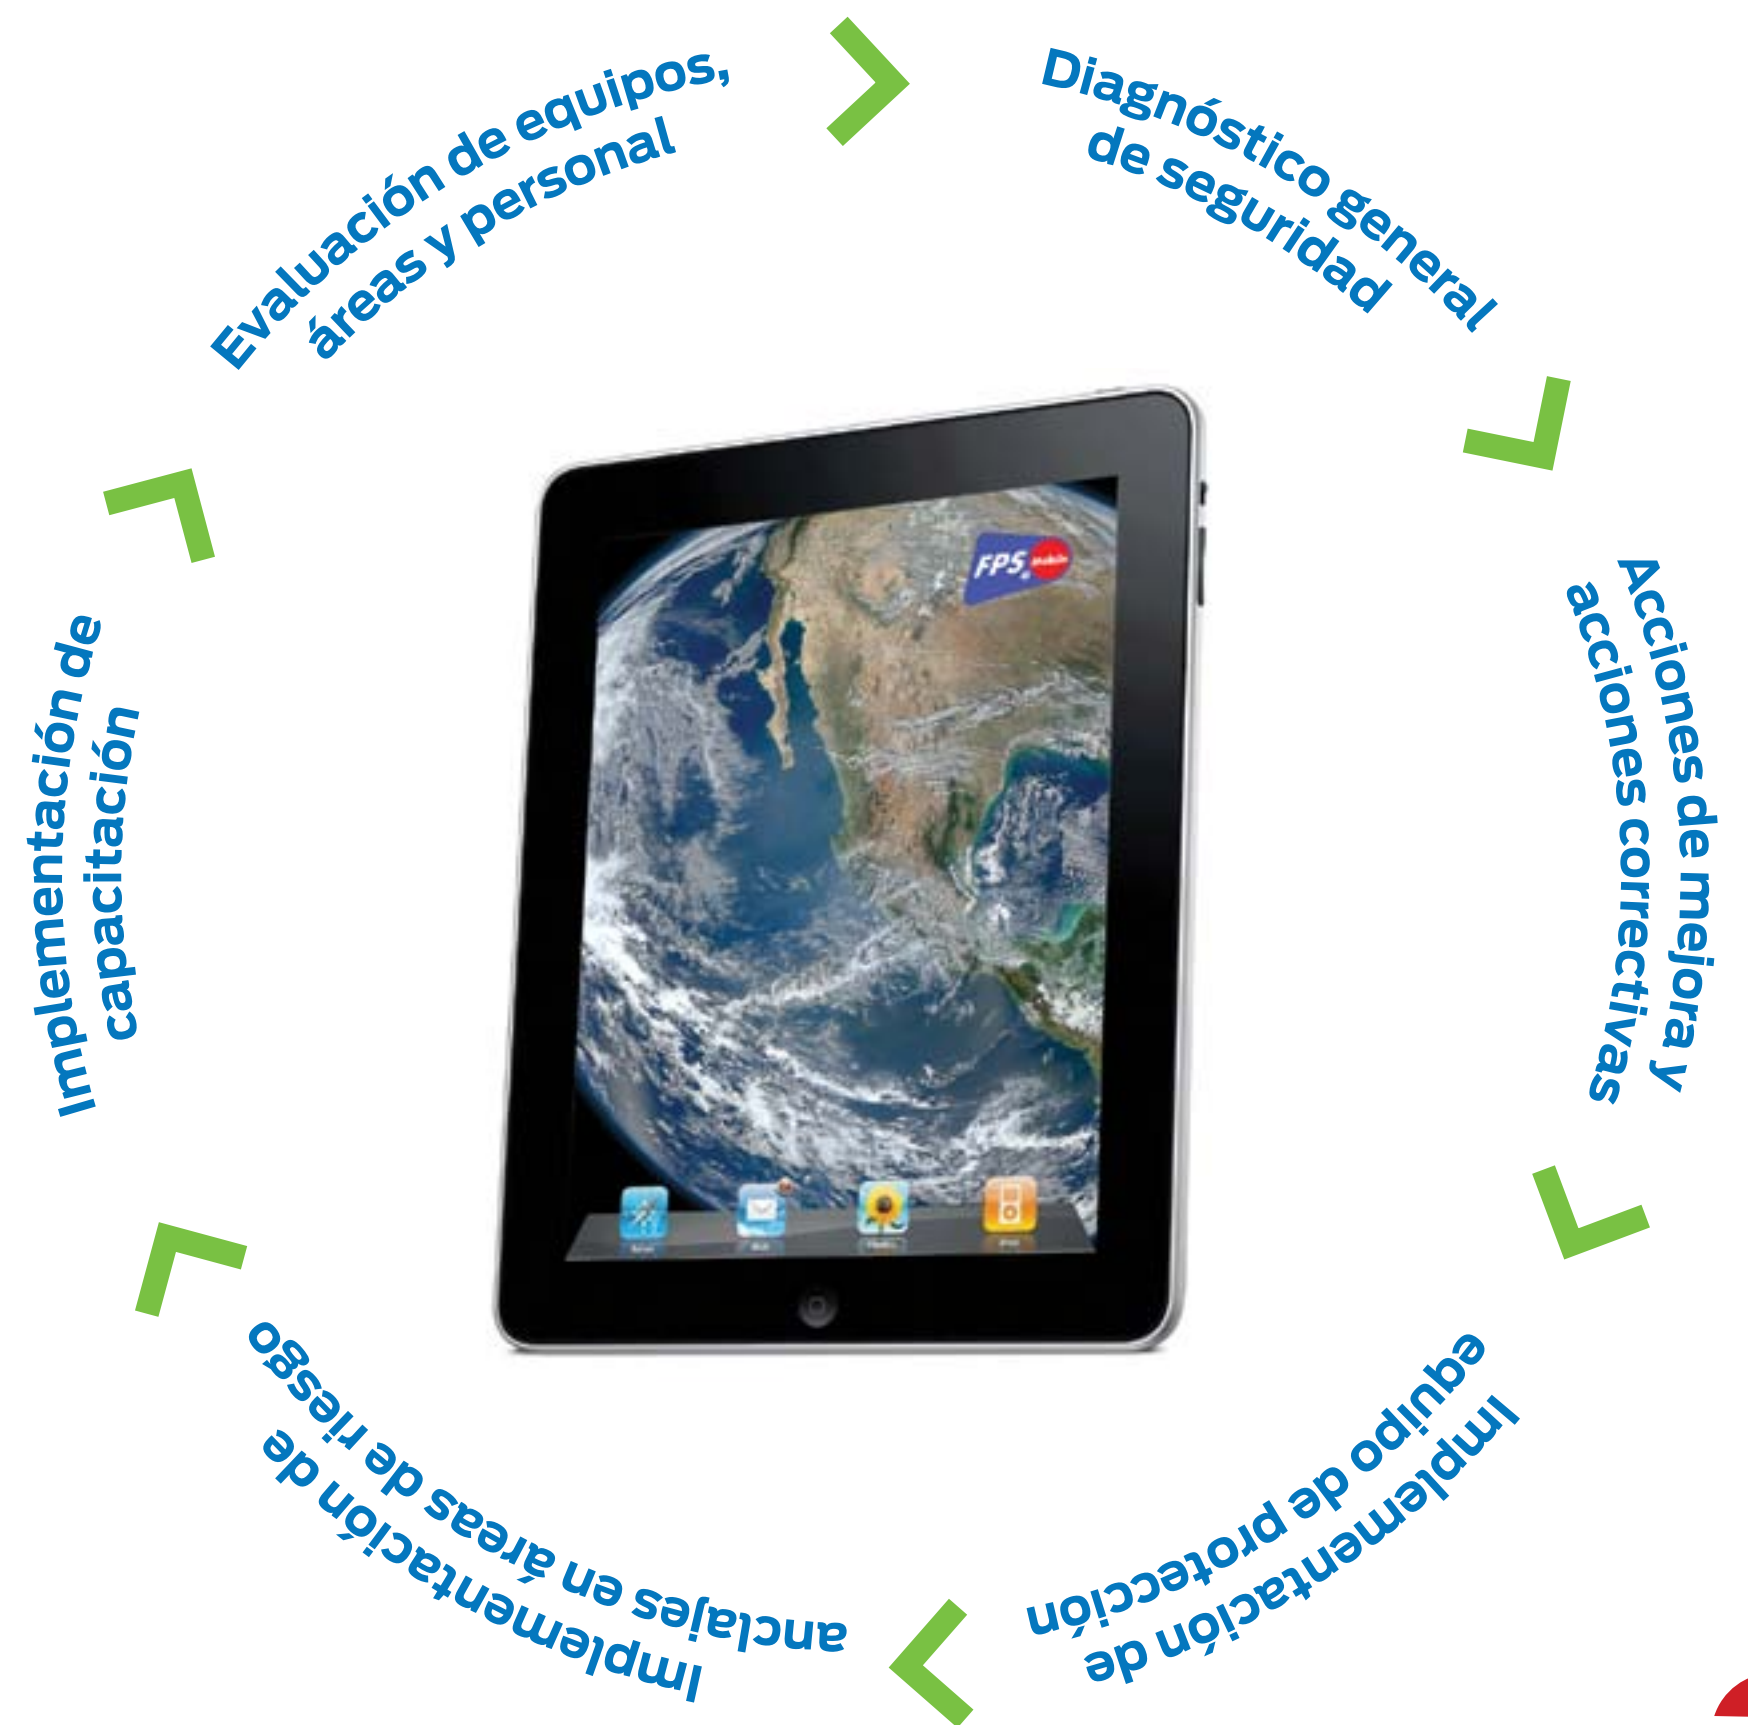 Evaluación de equipos,
áreas y personal
Diagnóstico general
de seguridad
Acciones de mejora y
acciones correctivas
Implementación de
equipo de protección
Implementación de
anclajes en áreas de riesgo
Implementación de
capacitación
FPS®
Mobile